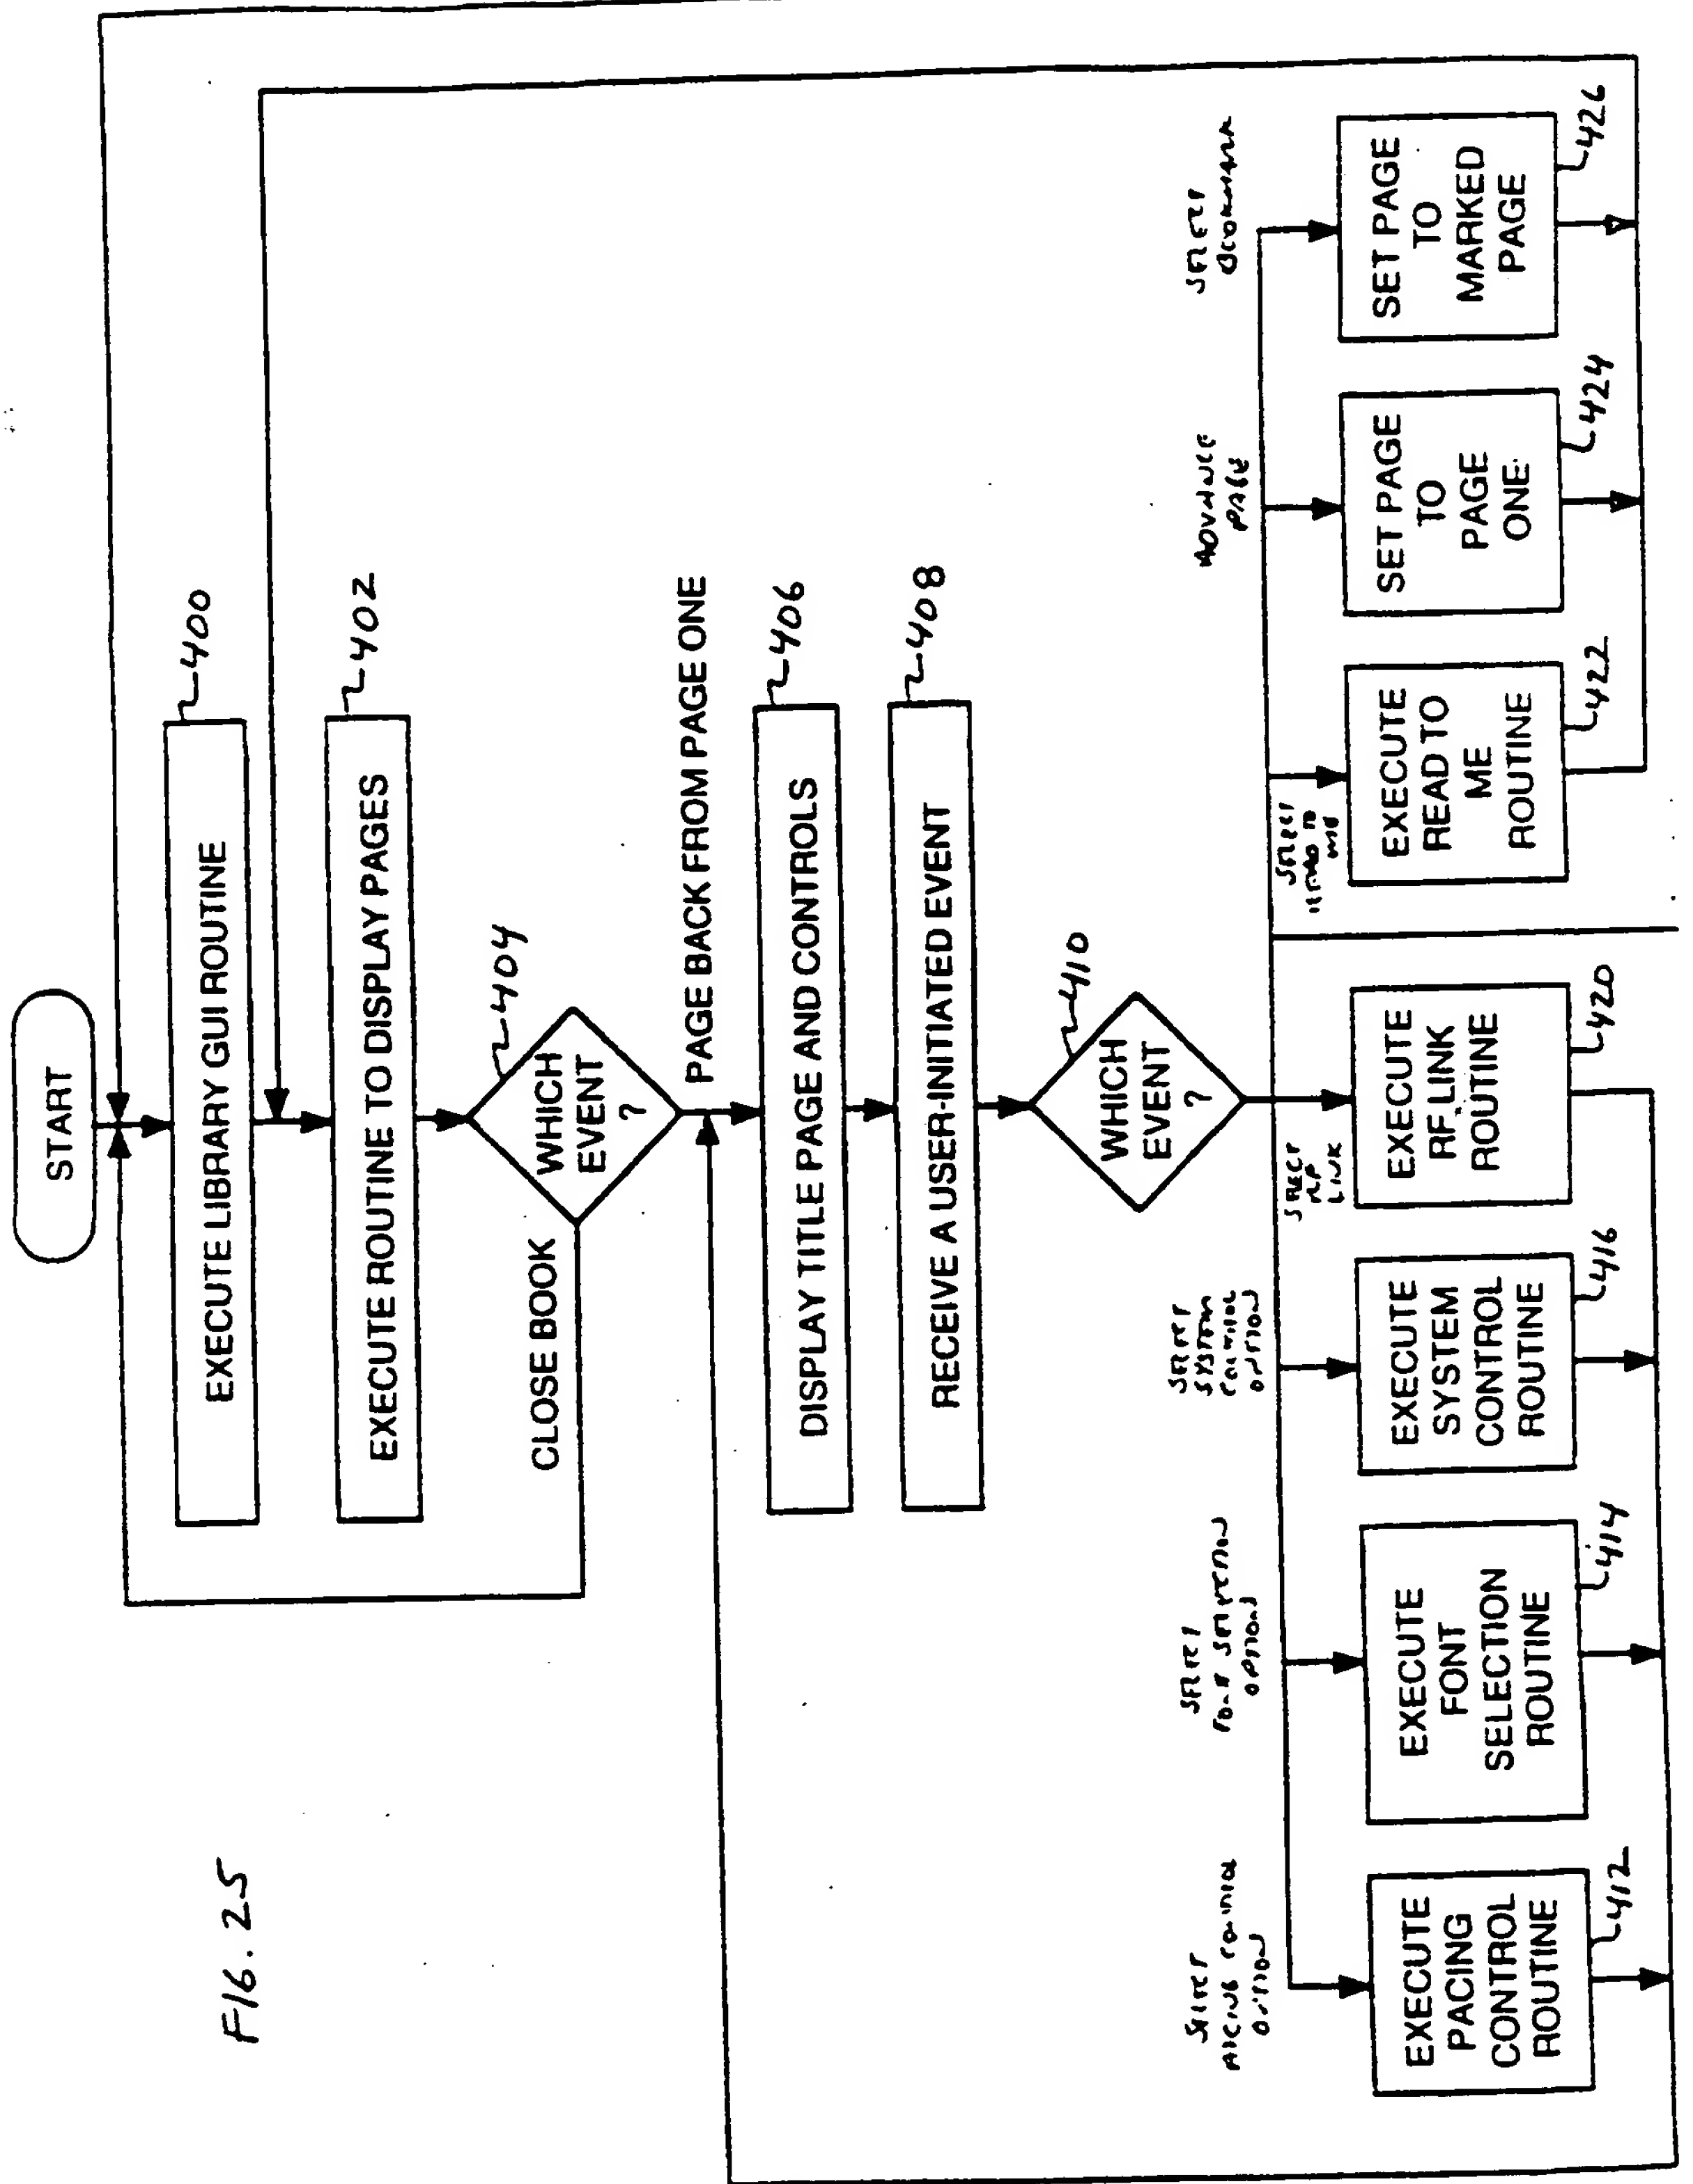 FIG. 25
START
EXECUTE LIBRARY GUI ROUTINE
400
EXECUTE ROUTINE TO DISPLAY PAGES
402
WHICH
EVENT
?
404
CLOSE BOOK
PAGE BACK FROM PAGE ONE
DISPLAY TITLE PAGE AND CONTROLS
406
RECEIVE A USER-INITIATED EVENT
408
WHICH
EVENT
?
410
SELECT
PACING CONTROL
OPTION
SELECT
FONT SELECTION
OPTION
SELECT
SYSTEM
CONTROL
OPTION
SELECT
RF
LINK
SELECT
READ TO
ME
ADVANCE
PAGE
SELECT
BOOKMARK
EXECUTE
PACING
CONTROL
ROUTINE
412
EXECUTE
FONT
SELECTION
ROUTINE
414
EXECUTE
SYSTEM
CONTROL
ROUTINE
416
EXECUTE
RF LINK
ROUTINE
420
EXECUTE
READ TO
ME
ROUTINE
422
SET PAGE
TO
PAGE
ONE
424
SET PAGE
TO
MARKED
PAGE
426